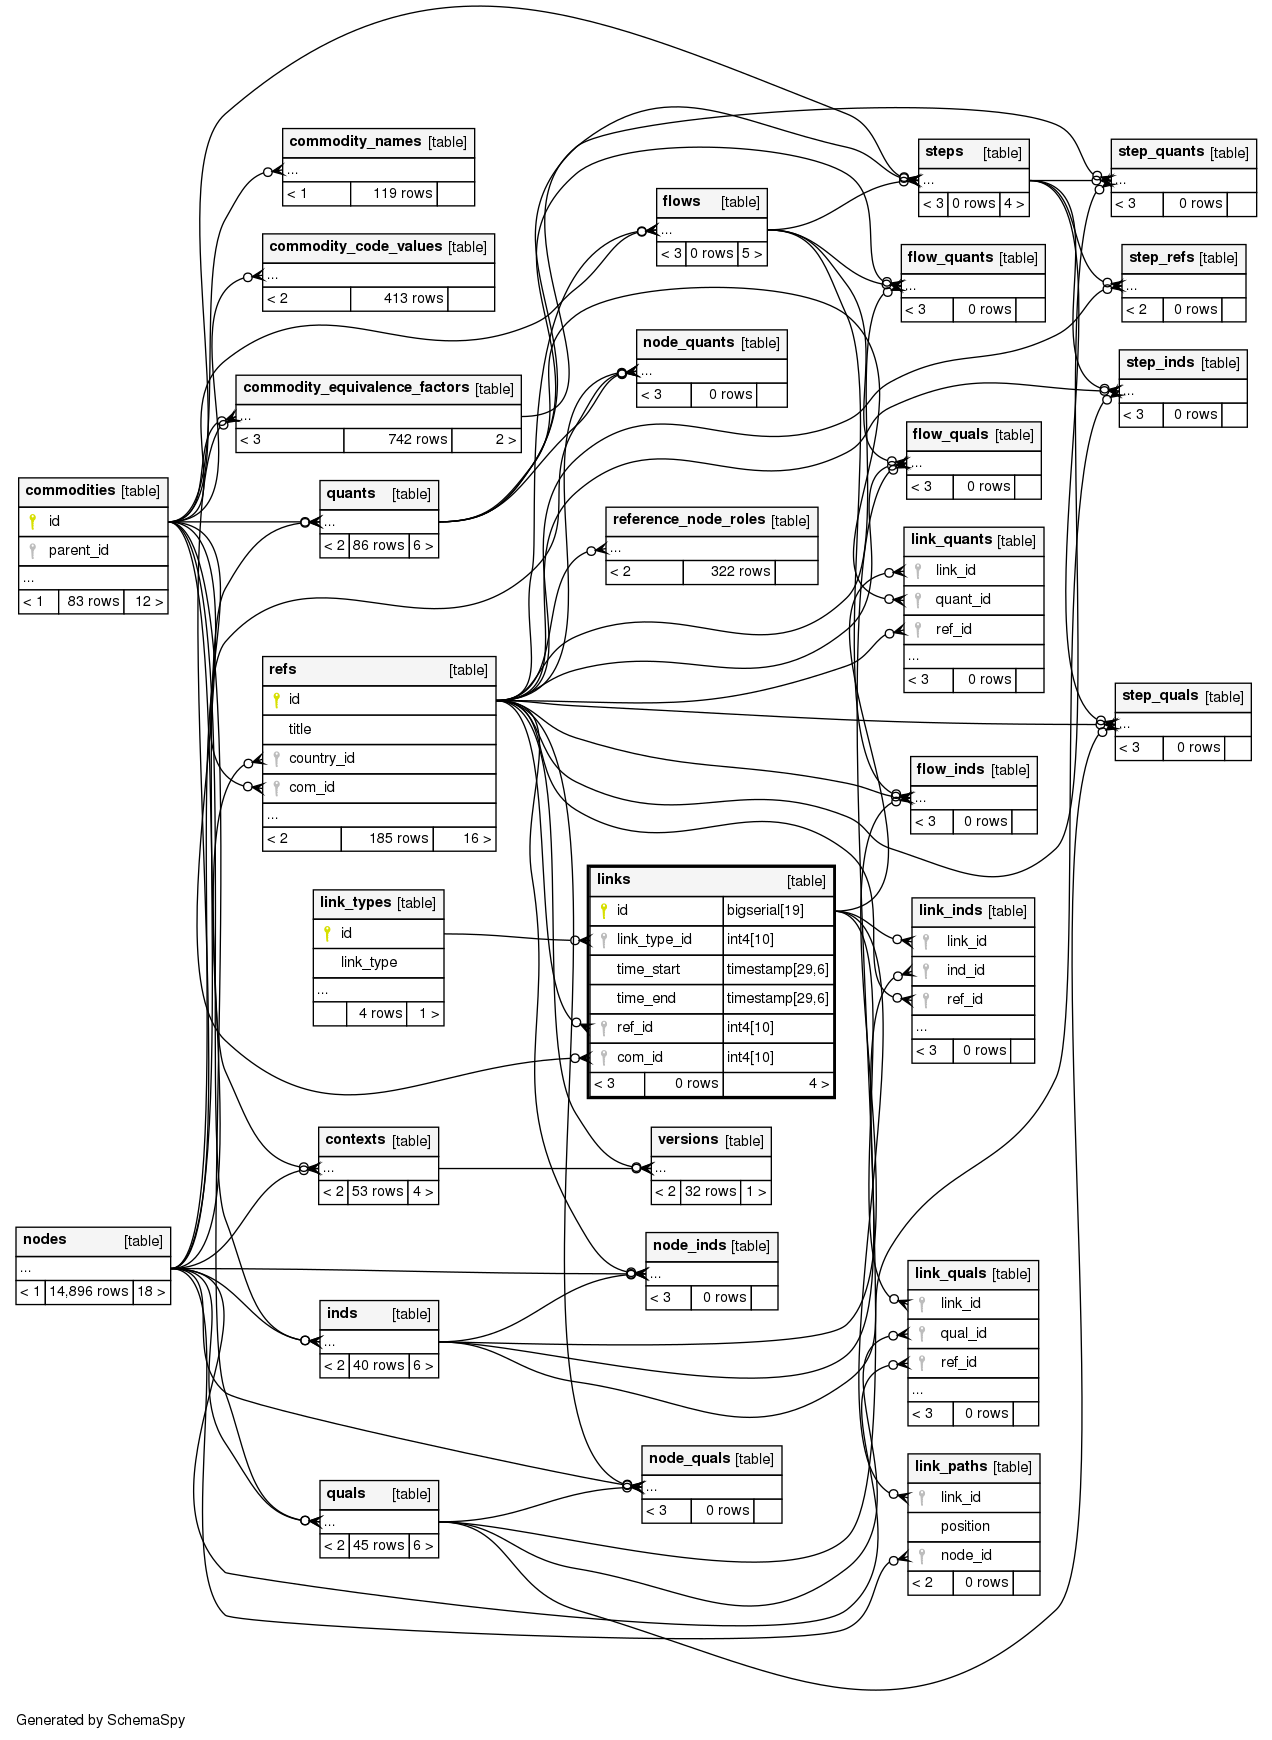 commodity_names [table]
...
< 1 119 rows
commodity_code_values [table]
...
< 2 413 rows
commodity_equivalence_factors [table]
...
< 3 742 rows 2 >
commodities [table]
id
parent_id
...
< 1 83 rows 12 >
quants [table]
...
< 2 86 rows 6 >
refs [table]
id
title
country_id
com_id
...
< 2 185 rows 16 >
link_types [table]
id
link_type
...
4 rows 1 >
contexts [table]
...
< 2 53 rows 4 >
nodes [table]
...
< 1 14,896 rows 18 >
inds [table]
...
< 2 40 rows 6 >
quals [table]
...
< 2 45 rows 6 >
flows [table]
...
< 3 0 rows 5 >
node_quants [table]
...
< 3 0 rows
reference_node_roles [table]
...
< 2 322 rows
links [table]
id bigserial[19]
link_type_id int4[10]
time_start timestamp[29,6]
time_end timestamp[29,6]
ref_id int4[10]
com_id int4[10]
< 3 0 rows 4 >
versions [table]
...
< 2 32 rows 1 >
node_inds [table]
...
< 3 0 rows
node_quals [table]
...
< 3 0 rows
steps [table]
...
< 3 0 rows 4 >
flow_quants [table]
...
< 3 0 rows
flow_quals [table]
...
< 3 0 rows
link_quants [table]
link_id
quant_id
ref_id
...
< 3 0 rows
flow_inds [table]
...
< 3 0 rows
link_inds [table]
link_id
ind_id
ref_id
...
< 3 0 rows
link_quals [table]
link_id
qual_id
ref_id
...
< 3 0 rows
link_paths [table]
link_id
position
node_id
< 2 0 rows
step_quants [table]
...
< 3 0 rows
step_refs [table]
...
< 2 0 rows
step_inds [table]
...
< 3 0 rows
step_quals [table]
...
< 3 0 rows
Generated by SchemaSpy